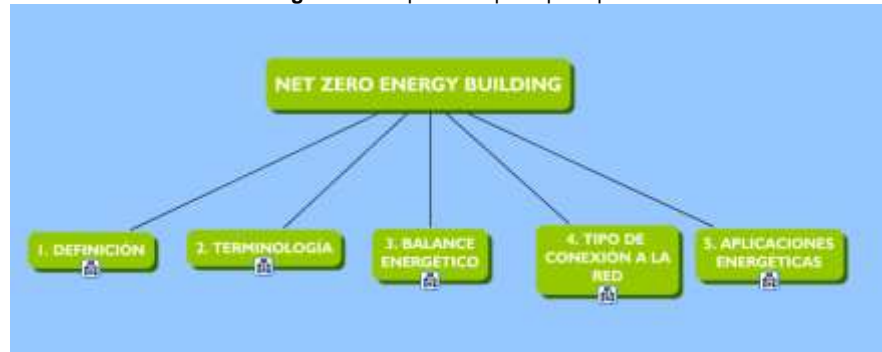 NET ZERO ENERGY BUILDING
1. DEFINICIÓN
2. TERMINOLOGÍA
3. BALANCE
ENERGÉTICO
4. TIPO DE
CONEXIÓN A LA
RED
5. APLICACIONES
ENERGÉTICAS